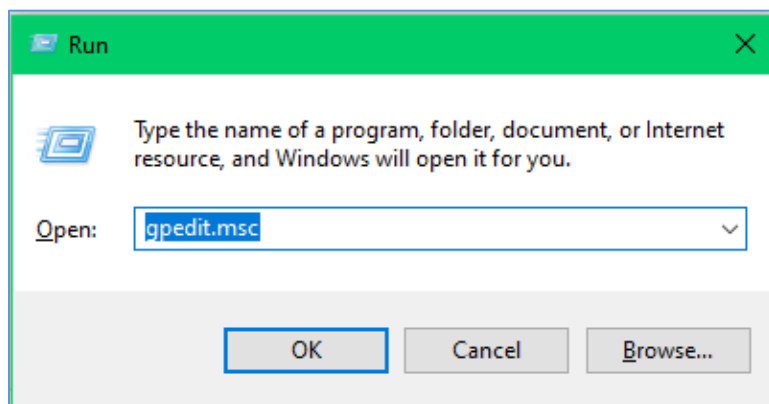 Run
Type the name of a program, folder, document, or Internet
resource, and Windows will open it for you.
Open: gpedit.msc
OK Cancel Browse...